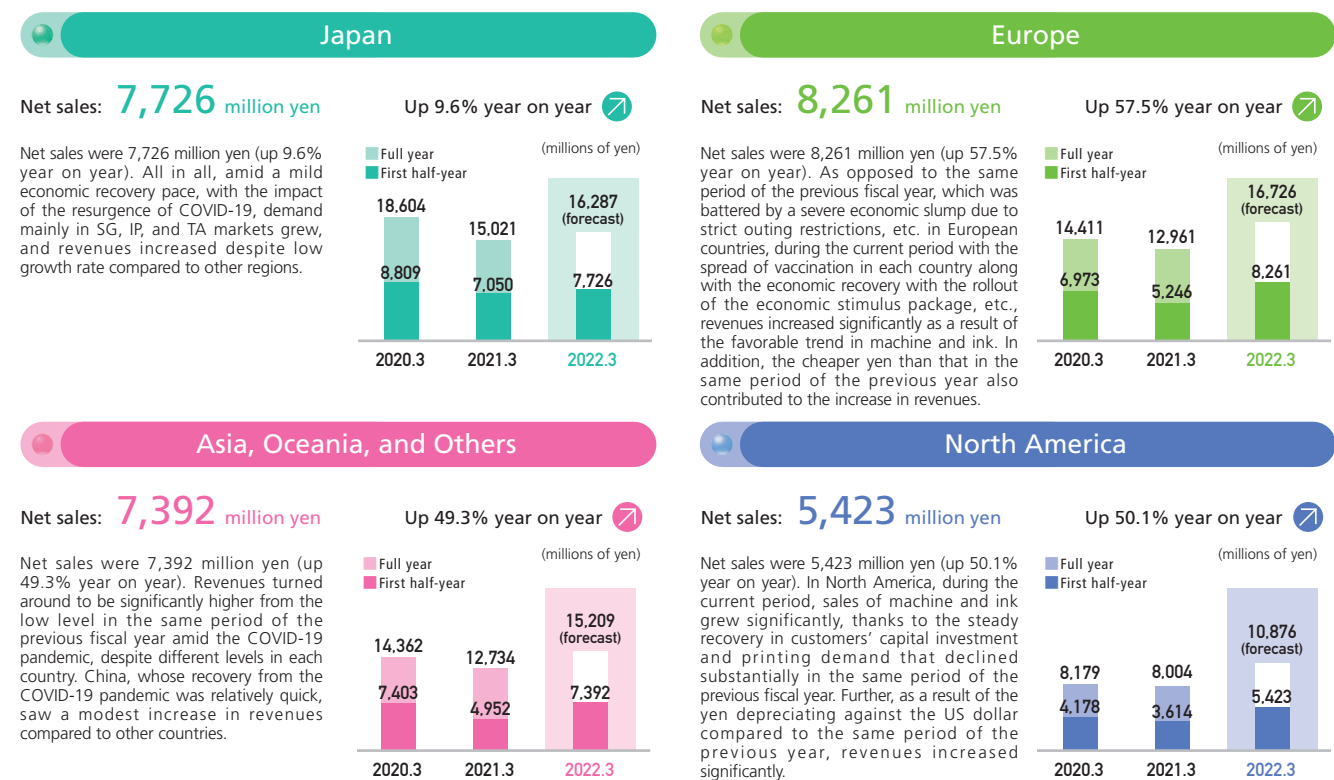 Japan
Net sales: 7,726 million yen
Up 9.6% year on year
Net sales were 7,726 million yen (up 9.6%
year on year). All in all, amid a mild
economic recovery pace, with the impact
of the resurgence of COVID-19, demand
mainly in SG, IP, and TA markets grew,
and revenues increased despite low
growth rate compared to other regions.
Full year
First half-year
(millions of yen)
18,604
8,809
15,021
7,050
16,287
(forecast)
7,726
2020.3
2021.3
2022.3
Europe
Net sales: 8,261 million yen
Up 57.5% year on year
Net sales were 8,261 million yen (up 57.5%
year on year). As opposed to the same
period of the previous fiscal year, which was
battered by a severe economic slump due to
strict outing restrictions, etc. in European
countries, during the current period with the
spread of vaccination in each country along
with the economic recovery with the rollout
of the economic stimulus package, etc.,
revenues increased significantly as a result of
the favorable trend in machine and ink. In
addition, the cheaper yen than that in the
same period of the previous year also
contributed to the increase in revenues.
Full year
First half-year
(millions of yen)
14,411
6,973
12,961
5,246
16,726
(forecast)
8,261
2020.3
2021.3
2022.3
Asia, Oceania, and Others
Net sales: 7,392 million yen
Up 49.3% year on year
Net sales were 7,392 million yen (up
49.3% year on year). Revenues turned
around to be significantly higher from the
low level in the same period of the
previous fiscal year amid the COVID-19
pandemic, despite different levels in each
country. China, whose recovery from the
COVID-19 pandemic was relatively quick,
saw a modest increase in revenues
compared to other countries.
Full year
First half-year
(millions of yen)
14,362
7,403
12,734
4,952
15,209
(forecast)
7,392
2020.3
2021.3
2022.3
North America
Net sales: 5,423 million yen
Up 50.1% year on year
Net sales were 5,423 million yen (up 50.1%
year on year). In North America, during the
current period, sales of machine and ink
grew significantly, thanks to the steady
recovery in customers' capital investment
and printing demand that declined
substantially in the same period of the
previous fiscal year. Further, as a result of the
yen depreciating against the US dollar
compared to the same period of the
previous year, revenues increased
significantly.
Full year
First half-year
(millions of yen)
8,179
4,178
8,004
3,614
10,876
(forecast)
5,423
2020.3
2021.3
2022.3